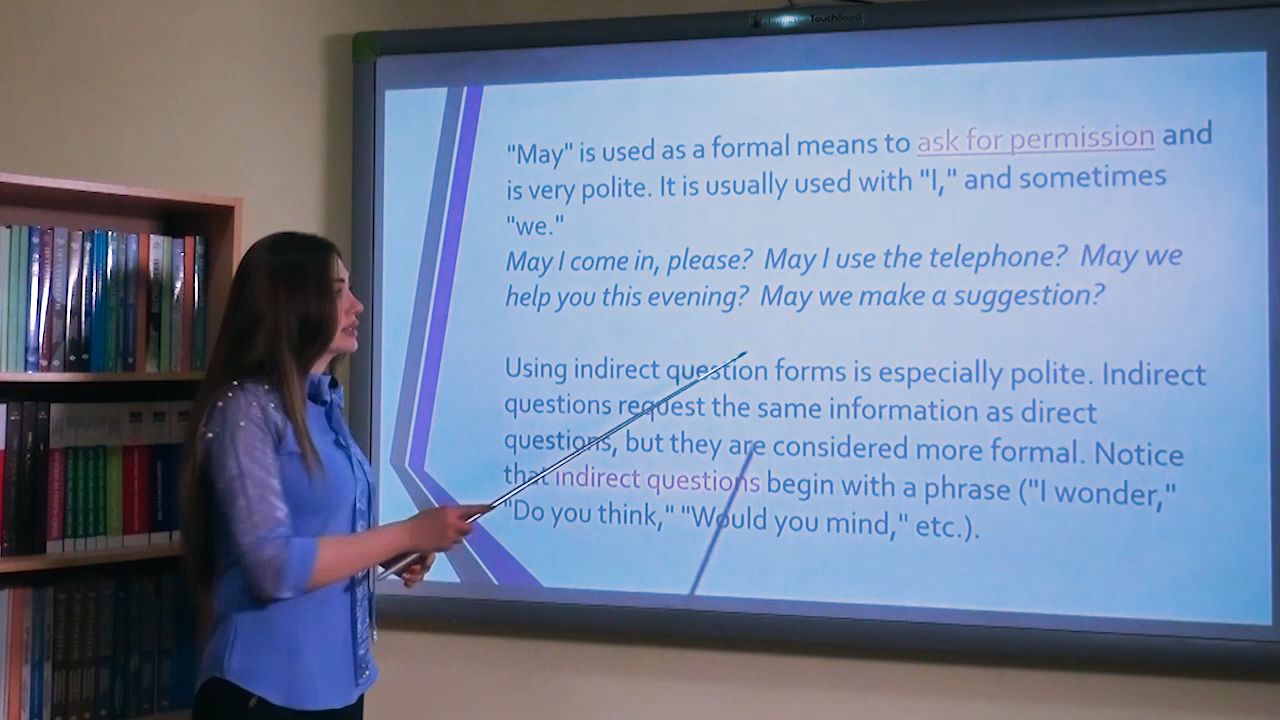 TouchBoard
"May" is used as a formal means to ask for permission and
is very polite. It is usually used with "I," and sometimes
"we."
May I come in, please? May I use the telephone? May we
help you this evening? May we make a suggestion?
Using indirect question forms is especially polite. Indirect
questions request the same information as direct
questions, but they are considered more formal. Notice
that indirect questions begin with a phrase ("I wonder,"
"Do you think," "Would you mind," etc.).